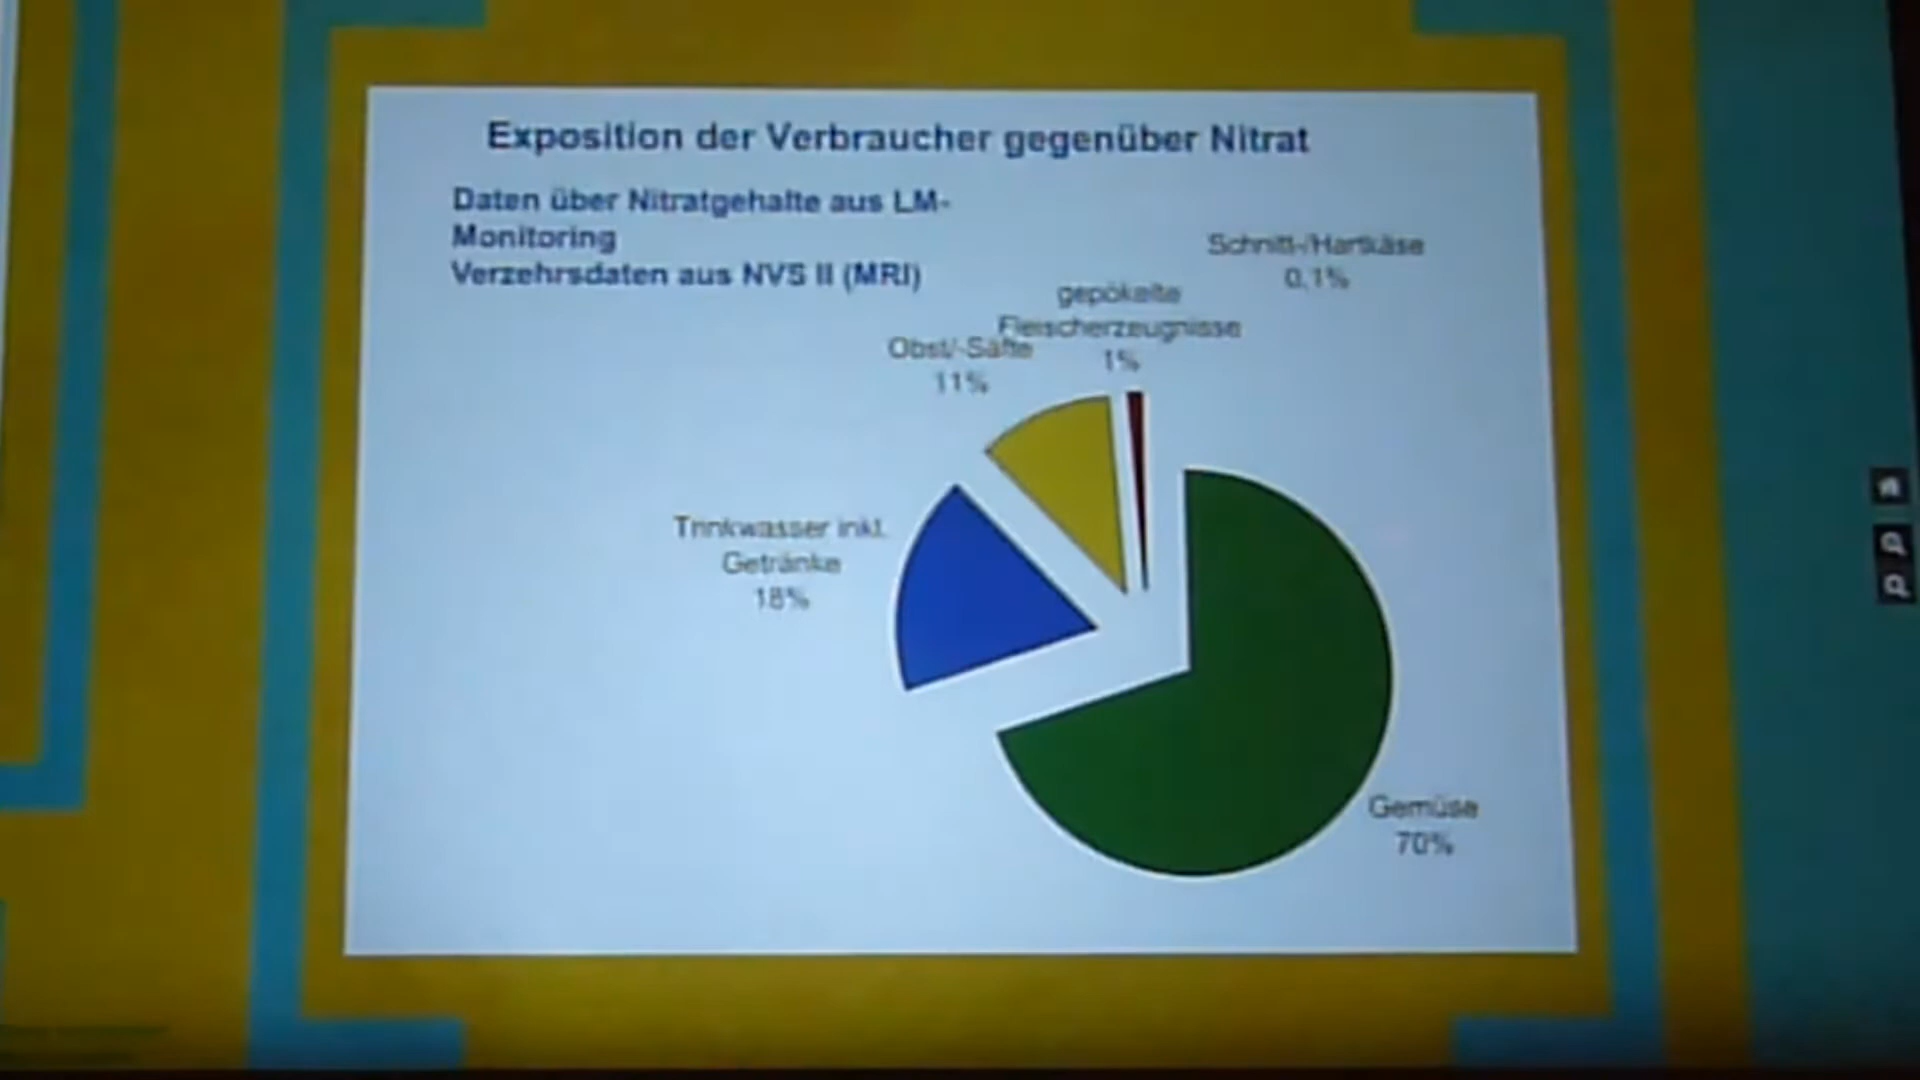 Exposition der Verbraucher gegenüber Nitrat
Daten über Nitratgehalte aus LM-
Monitoring
Verzehrsdaten aus NVS II (MRI)
Schnitt-/Hartkäse
0,1%
gepökelte
Fleischerzeugnisse
1%
Obst/-Säfte
11%
Trinkwasser inkl.
Getränke
18%
Gemüse
70%